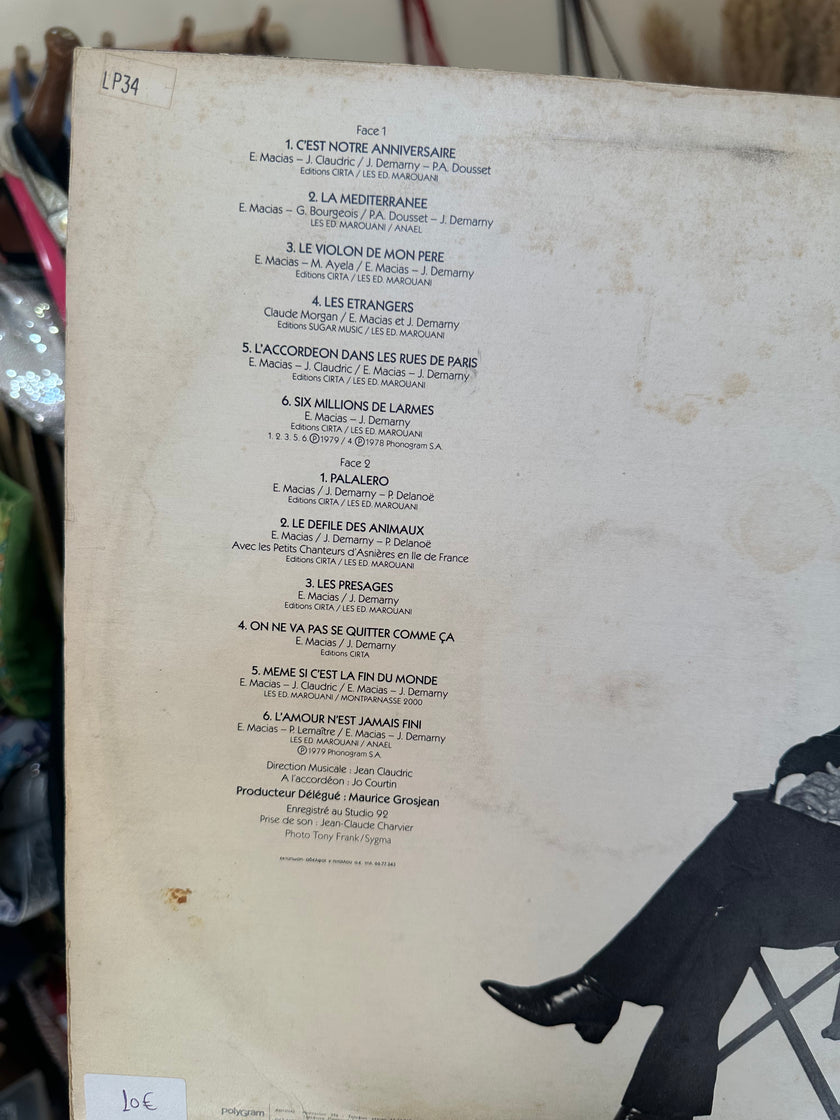 LP34
Face 1
1. C'EST NOTRE ANNIVERSAIRE
E. Macias – J. Claudric / J. Demarny – P.A. Dousset
Editions CIRTA / LES ED. MAROUANI
2. LA MEDITERRANEE
E. Macias – G. Bourgeois / P.A. Dousset – J. Demarny
LES ED. MAROUANI / ANAEL
3. LE VIOLON DE MON PERE
E. Macias – M. Ayela / E. Macias – J. Demarny
Editions CIRTA / LES ED. MAROUANI
4. LES ETRANGERS
Claude Morgan / E. Macias et J. Demarny
Editions SUGAR MUSIC / LES ED. MAROUANI
5. L'ACCORDEON DANS LES RUES DE PARIS
E. Macias – J. Claudric / E. Macias – J. Demarny
Editions CIRTA / LES ED. MAROUANI
6. SIX MILLIONS DE LARMES
E. Macias – J. Demarny
Editions CIRTA / LES ED. MAROUANI
1. 2. 3. 5. 6. Ⓟ 1979 / 4. Ⓟ 1978 Phonogram S.A.
Face 2
1. PALALERO
E. Macias / J. Demarny – P. Delanoë
Editions CIRTA / LES ED. MAROUANI
2. LE DEFILE DES ANIMAUX
E. Macias / J. Demarny – P. Delanoë
Avec les Petits Chanteurs d'Asnières en Ile de France
Editions CIRTA / LES ED. MAROUANI
3. LES PRESAGES
E. Macias / J. Demarny
Editions CIRTA / LES ED. MAROUANI
4. ON NE VA PAS SE QUITTER COMME ÇA
E. Macias / J. Demarny
Editions CIRTA
5. MEME SI C'EST LA FIN DU MONDE
E. Macias – J. Claudric / E. Macias – J. Demarny
LES ED. MAROUANI / MONTPARNASSE 2000
6. L'AMOUR N'EST JAMAIS FINI
E. Macias – P. Lemaître / E. Macias – J. Demarny
LES ED. MAROUANI / ANAEL
Ⓟ 1979 Phonogram S.A.
Direction Musicale : Jean Claudric
A l'accordéon : Jo Courtin
Producteur Délégué : Maurice Grosjean
Enregistré au Studio 92
Prise de son : Jean-Claude Charvier
Photo Tony Frank / Sygma
10€
polygram